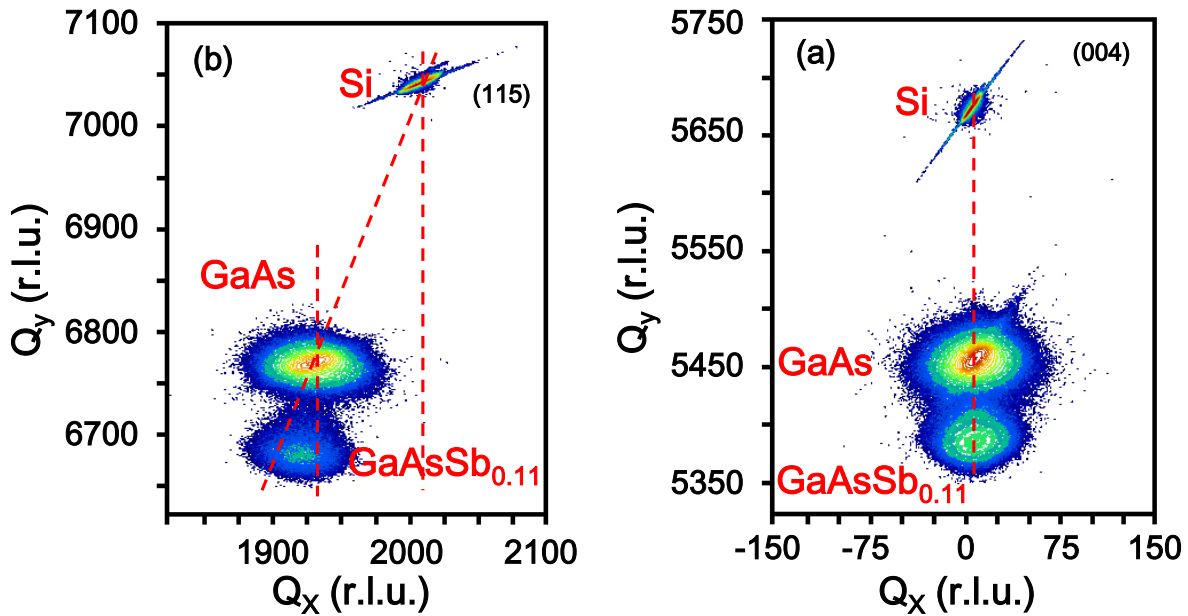 (b)
Si
(115)
GaAs
GaAsSb0.11
7100
7000
6900
6800
6700
Qy (r.l.u.)
1900
2000
2100
QX (r.l.u.)
(a)
(004)
Si
GaAs
GaAsSb0.11
5750
5650
5550
5450
5350
Qy (r.l.u.)
-150
-75
0
75
150
QX (r.l.u.)